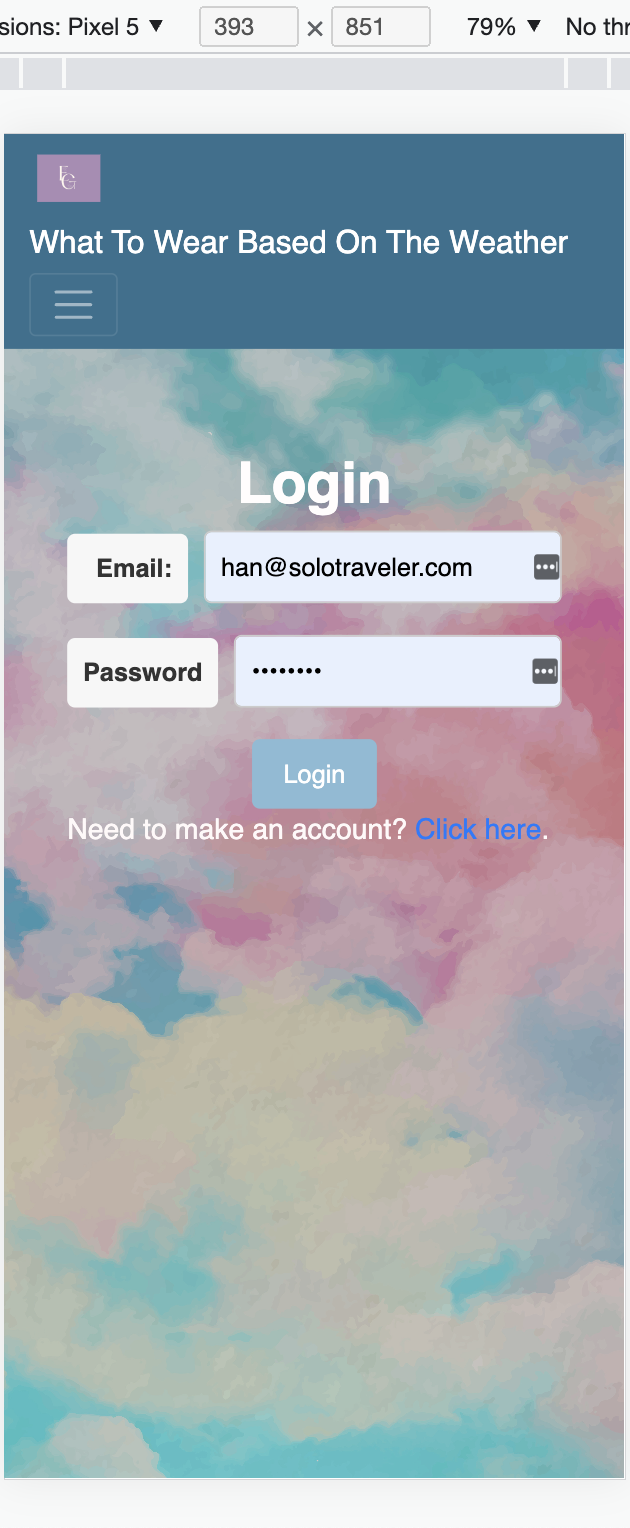 sions: Pixel 5 ▼ 393 × 851 79% ▼ No thr
FG
What To Wear Based On The Weather
Login
Email: han@solotraveler.com
Password ••••••••
Login
Need to make an account? Click here.